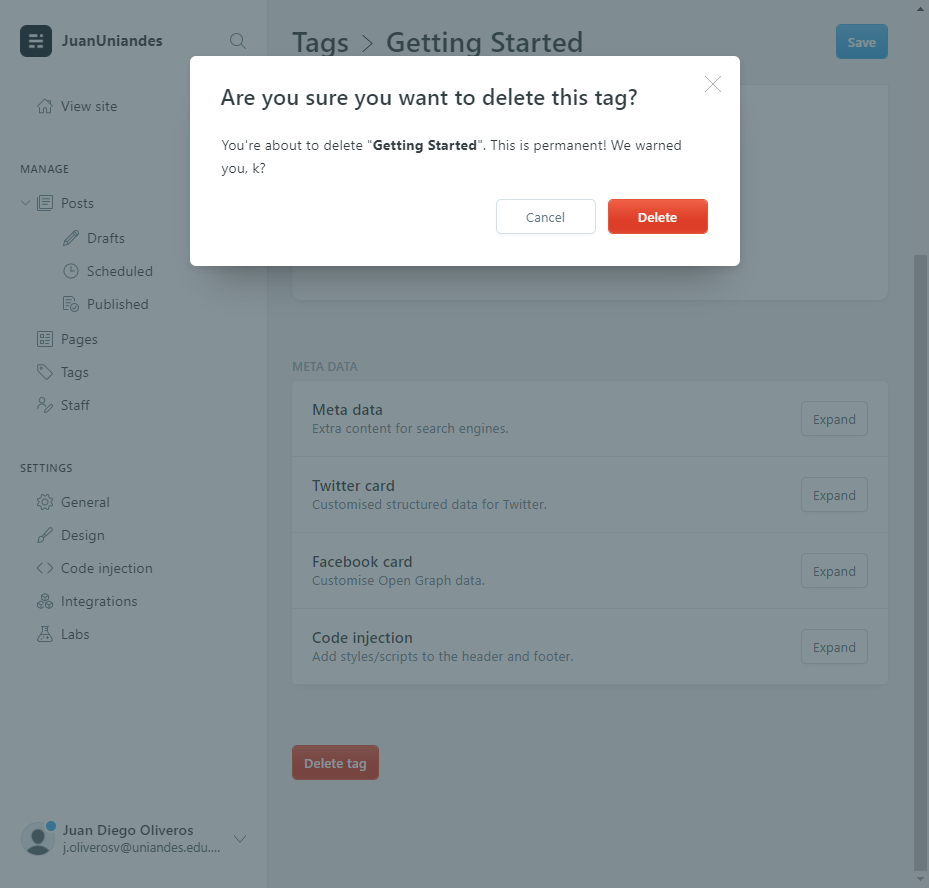 JuanUniandes
Tags > Getting Started
Save
View site
MANAGE
Posts
Drafts
Scheduled
Published
Pages
Tags
Staff
SETTINGS
General
Design
Code injection
Integrations
Labs
Juan Diego Oliveros
j.oliverosv@uniandes.edu....
Are you sure you want to delete this tag?
You're about to delete "Getting Started". This is permanent! We warned
you, k?
Cancel
Delete
META DATA
Meta data
Extra content for search engines.
Expand
Twitter card
Customised structured data for Twitter.
Expand
Facebook card
Customise Open Graph data.
Expand
Code injection
Add styles/scripts to the header and footer.
Expand
Delete tag